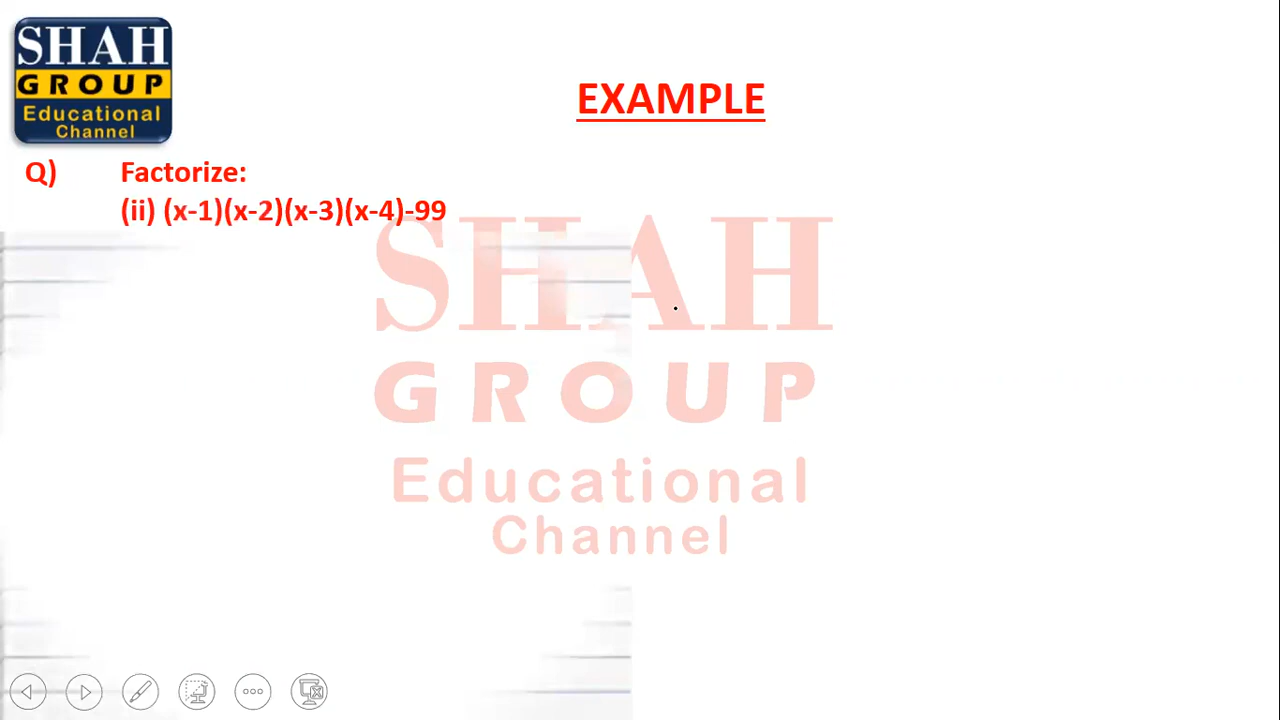 SHAH
GROUP
Educational
Channel
EXAMPLE
Q) Factorize:
(ii) (x-1)(x-2)(x-3)(x-4)-99
SHAH
GROUP
Educational
Channel